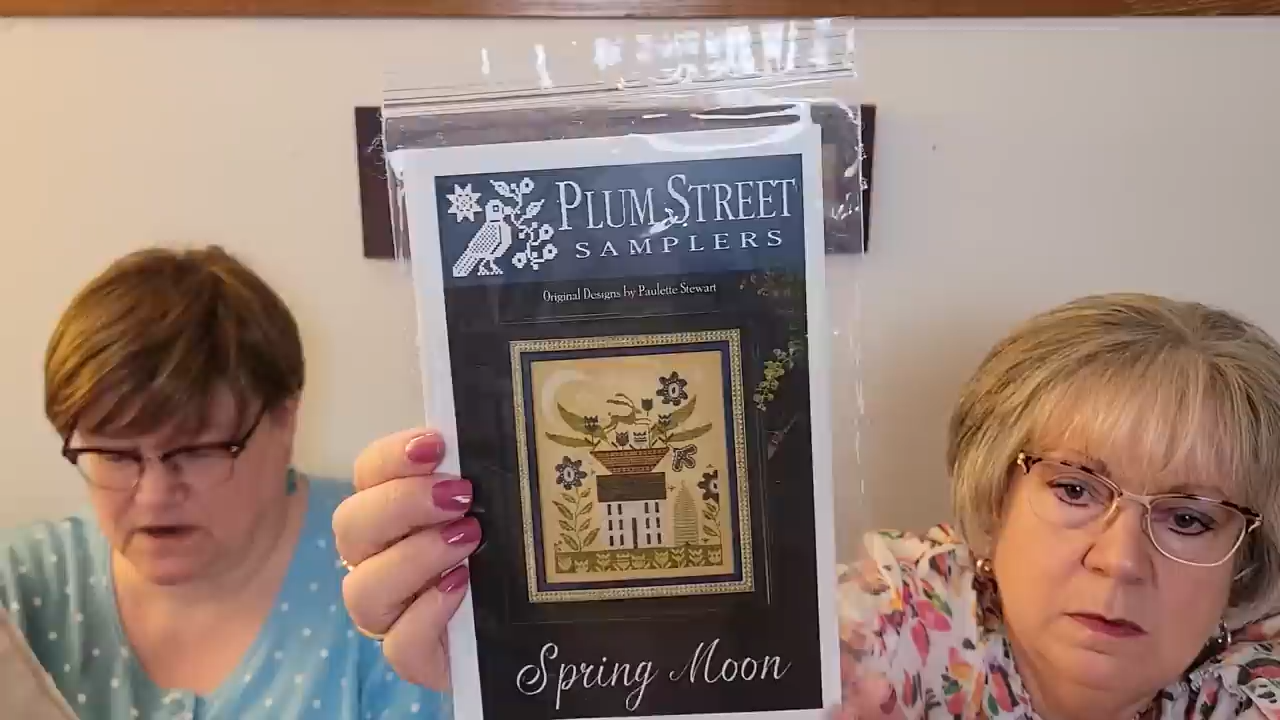 PLUM STREET
SAMPLERS
Original Designs by Paulette Stewart
Spring Moon